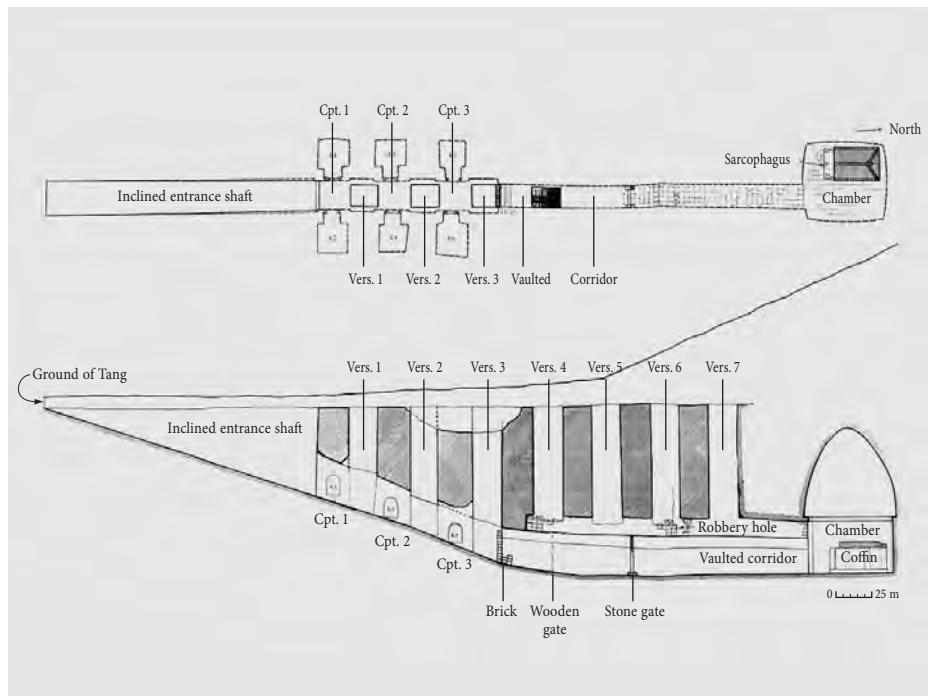 Cpt. 1 Cpt. 2 Cpt. 3
North
Sarcophagus
Inclined entrance shaft
Chamber
Vers. 1 Vers. 2 Vers. 3 Vaulted Corridor
Vers. 1 Vers. 2 Vers. 3 Vers. 4 Vers. 5 Vers. 6 Vers. 7
Ground of Tang
Inclined entrance shaft
Cpt. 1
Cpt. 2
Cpt. 3
Robbery hole
Chamber
Vaulted corridor
Coffin
0 25 m
Brick Wooden gate Stone gate